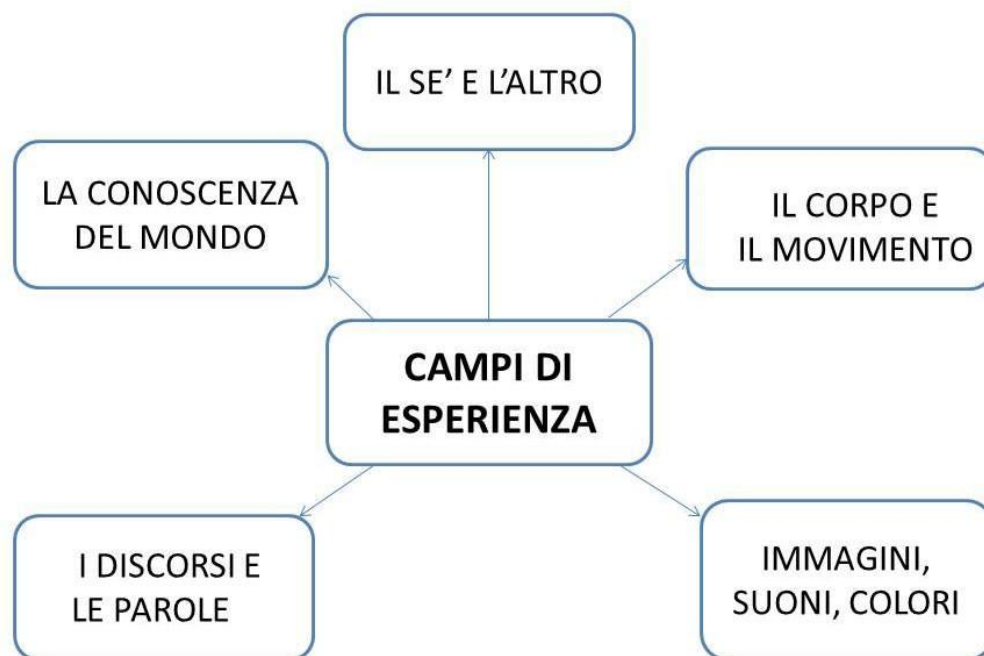 IL SE’ E L’ALTRO
LA CONOSCENZA
DEL MONDO
IL CORPO E
IL MOVIMENTO
CAMPI DI
ESPERIENZA
I DISCORSI E
LE PAROLE
IMMAGINI,
SUONI, COLORI